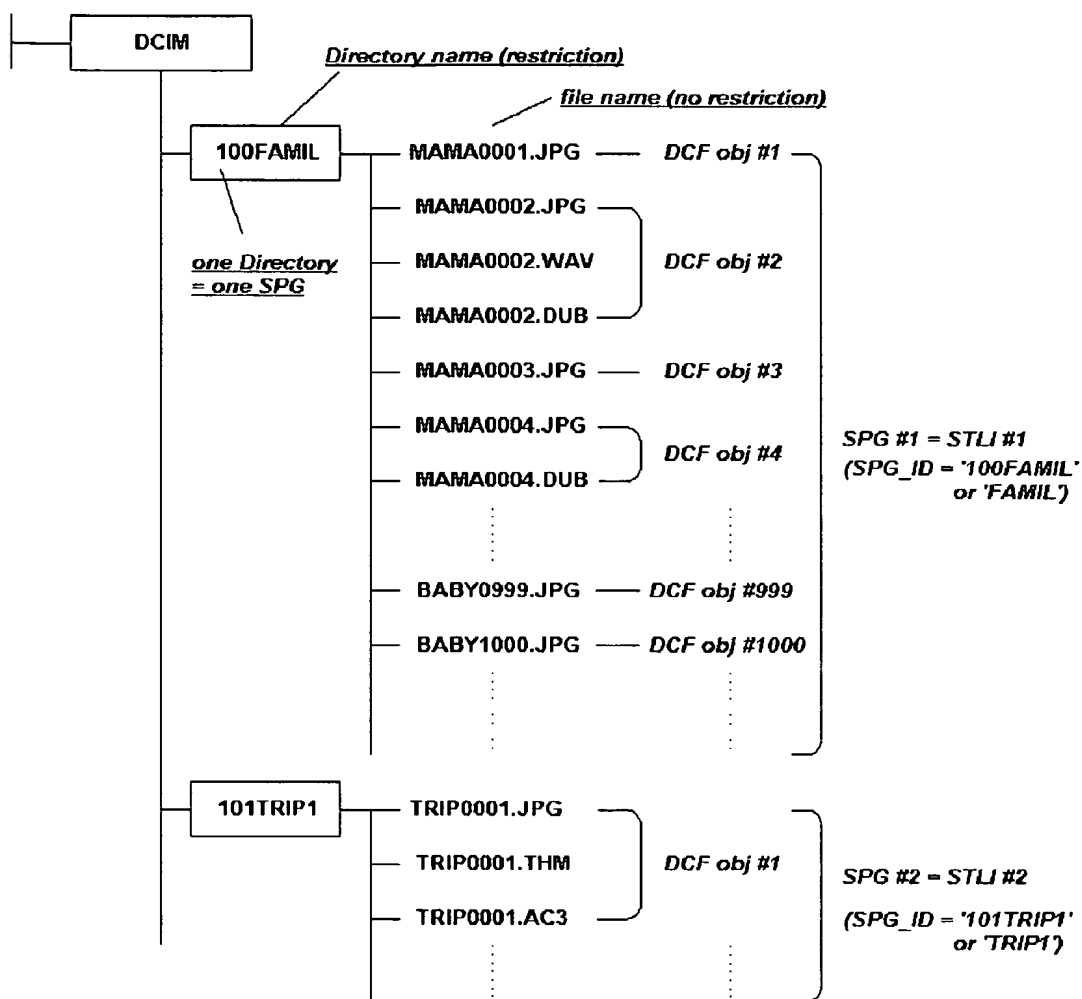 DCIM
Directory name (restriction)
file name (no restriction)
100FAMIL
MAMA0001.JPG
DCF obj #1
MAMA0002.JPG
one Directory
= one SPG
MAMA0002.WAV
DCF obj #2
MAMA0002.DUB
MAMA0003.JPG
DCF obj #3
MAMA0004.JPG
DCF obj #4
MAMA0004.DUB
SPG #1 = STLI #1
(SPG_ID = '100FAMIL'
or 'FAMIL')
BABY0999.JPG
DCF obj #999
BABY1000.JPG
DCF obj #1000
101TRIP1
TRIP0001.JPG
TRIP0001.THM
DCF obj #1
TRIP0001.AC3
SPG #2 = STLI #2
(SPG_ID = '101TRIP1'
or 'TRIP1')